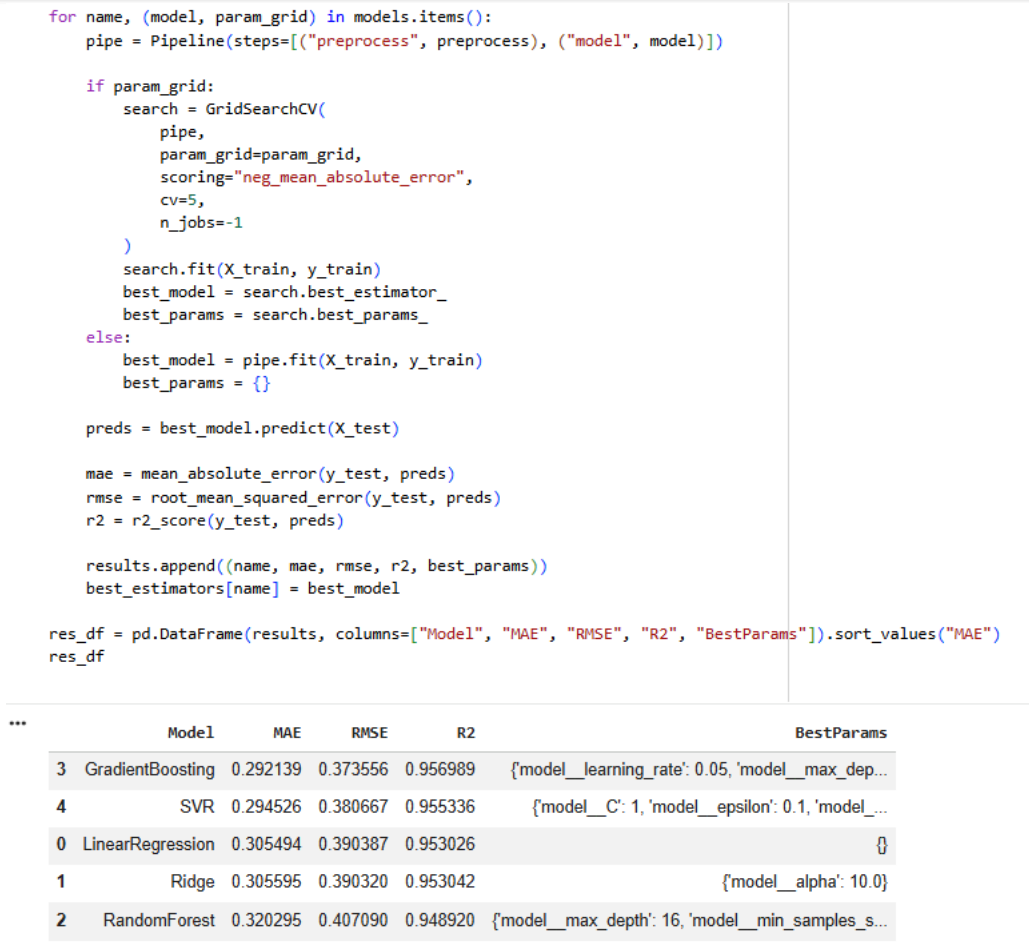 for name, (model, param_grid) in models.items():
    pipe = Pipeline(steps=[("preprocess", preprocess), ("model", model)])

    if param_grid:
        search = GridSearchCV(
            pipe,
            param_grid=param_grid,
            scoring="neg_mean_absolute_error",
            cv=5,
            n_jobs=-1
        )
        search.fit(X_train, y_train)
        best_model = search.best_estimator_
        best_params = search.best_params_
    else:
        best_model = pipe.fit(X_train, y_train)
        best_params = {}

    preds = best_model.predict(X_test)

    mae = mean_absolute_error(y_test, preds)
    rmse = root_mean_squared_error(y_test, preds)
    r2 = r2_score(y_test, preds)

    results.append((name, mae, rmse, r2, best_params))
    best_estimators[name] = best_model

res_df = pd.DataFrame(results, columns=["Model", "MAE", "RMSE", "R2", "BestParams"]).sort_values("MAE")
res_df

...
Model MAE RMSE R2 BestParams
3 GradientBoosting 0.292139 0.373556 0.956989 {'model__learning_rate': 0.05, 'model__max_dep...
4 SVR 0.294526 0.380667 0.955336 {'model__C': 1, 'model__epsilon': 0.1, 'model_...
0 LinearRegression 0.305494 0.390387 0.953026 {}
1 Ridge 0.305595 0.390320 0.953042 {'model__alpha': 10.0}
2 RandomForest 0.320295 0.407090 0.948920 {'model__max_depth': 16, 'model__min_samples_s...